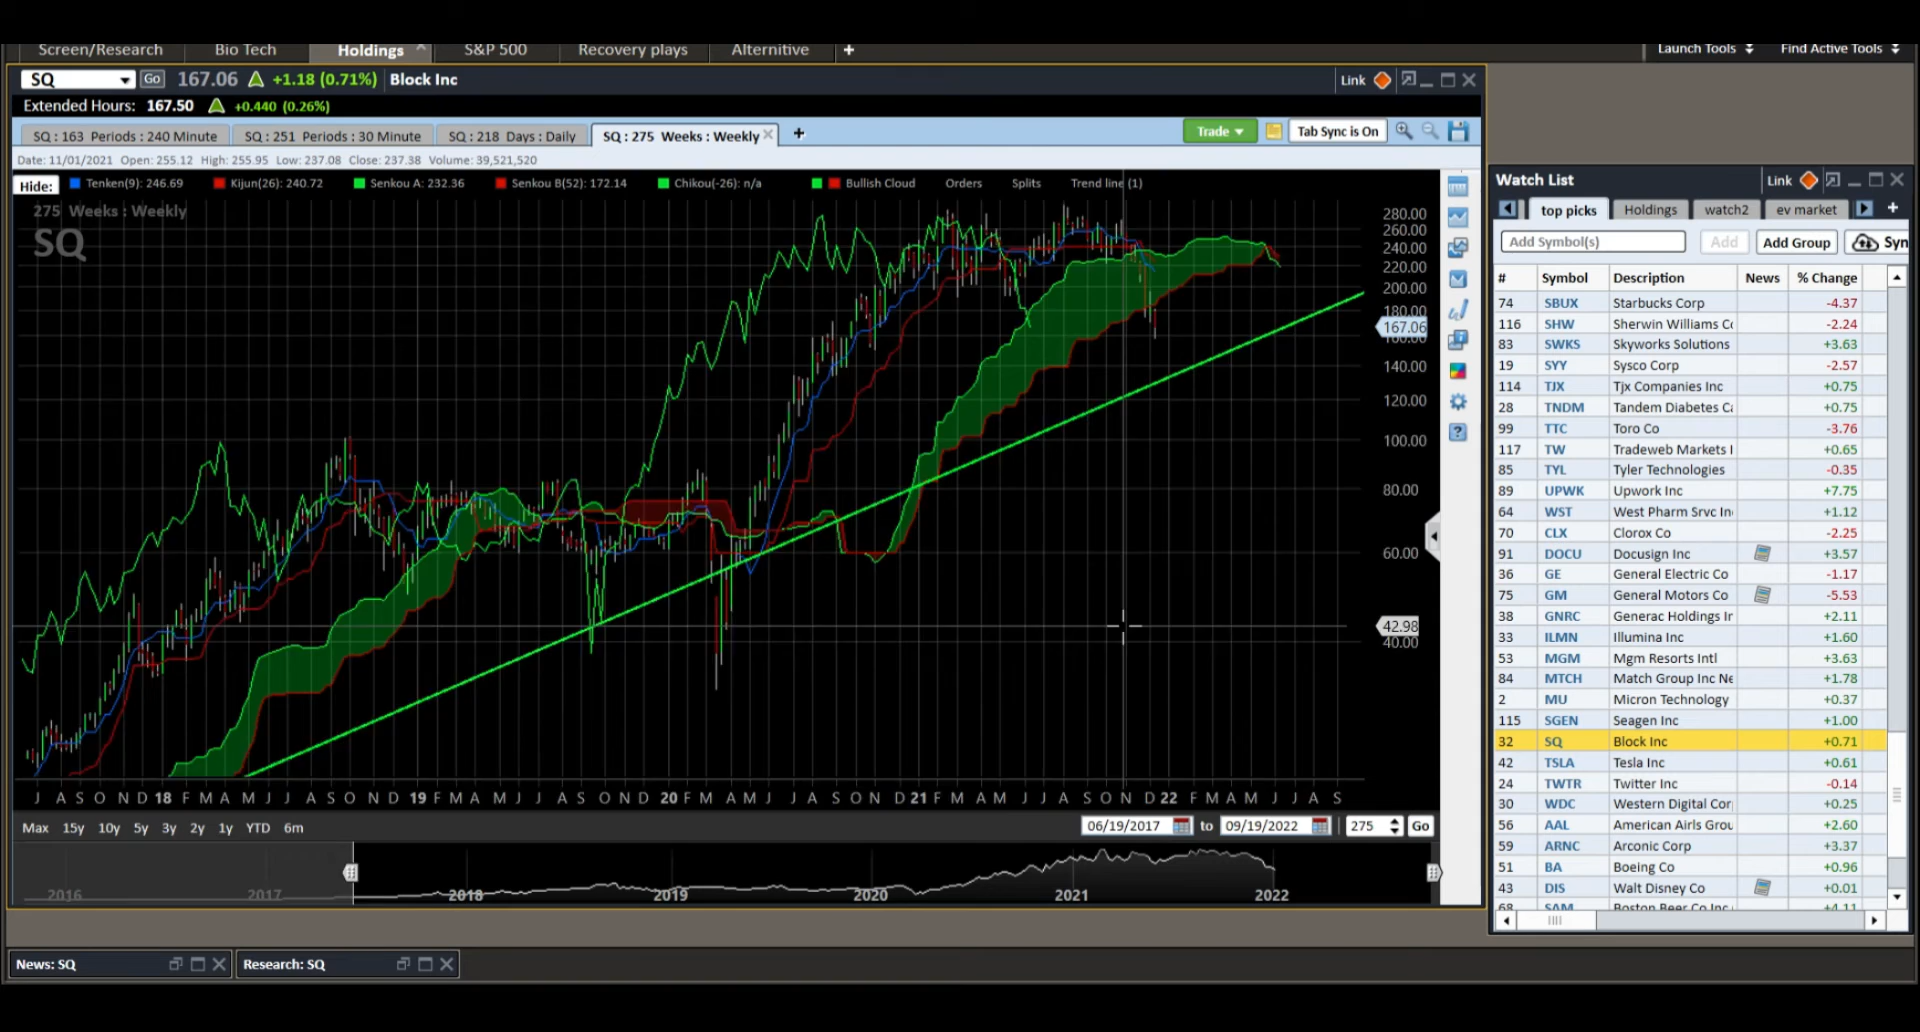 Screen/Research Bio Tech Holdings S&P 500 Recovery plays Alternitive + Launch Tools Find Active Tools
SQ Go 167.06 +1.18 (0.71%) Block Inc Link
Extended Hours: 167.50 +0.440 (0.26%)
SQ : 163 Periods : 240 Minute SQ : 251 Periods : 30 Minute SQ : 218 Days : Daily SQ : 275 Weeks : Weekly + Trade Tab Sync is On
Date: 11/01/2021 Open: 255.12 High: 255.95 Low: 237.08 Close: 237.38 Volume: 39,521,520
Hide: Tenken(9): 246.69 Kijun(26): 240.72 Senkou A: 232.36 Senkou B(52): 172.14 Chikou(-26): n/a Bullish Cloud Orders Splits Trend line (1)
275 Weeks : Weekly
SQ
280.00
260.00
240.00
220.00
200.00
180.00
167.06
160.00
140.00
120.00
100.00
80.00
60.00
42.98
40.00
J A S O N D 18 F M A M J J A S O N D 19 F M A M J J A S O N D 20 F M A M J J A S O N D 21 F M A M J J A S O N D 22 F M A M J J A S
Max 15y 10y 5y 3y 2y 1y YTD 6m 06/19/2017 to 09/19/2022 275 Go
2016 2017 2018 2019 2020 2021 2022
Watch List Link
top picks Holdings watch2 ev market +
Add Symbol(s) Add Add Group Syn
# Symbol Description News % Change
74 SBUX Starbucks Corp -4.37
116 SHW Sherwin Williams Co -2.24
83 SWKS Skyworks Solutions +3.63
19 SYY Sysco Corp -2.57
114 TJX Tjx Companies Inc +0.75
28 TNDM Tandem Diabetes Ca +0.75
99 TTC Toro Co -3.76
117 TW Tradeweb Markets I +0.65
85 TYL Tyler Technologies -0.35
89 UPWK Upwork Inc +7.75
64 WST West Pharm Srvc In +1.12
70 CLX Clorox Co -2.25
91 DOCU Docusign Inc +3.57
36 GE General Electric Co -1.17
75 GM General Motors Co -5.53
38 GNRC Generac Holdings Ir +2.11
33 ILMN Illumina Inc +1.60
53 MGM Mgm Resorts Intl +3.63
84 MTCH Match Group Inc Ne +1.78
2 MU Micron Technology +0.37
115 SGEN Seagen Inc +1.00
32 SQ Block Inc +0.71
42 TSLA Tesla Inc +0.61
24 TWTR Twitter Inc -0.14
30 WDC Western Digital Cor +0.25
56 AAL American Airls Grou +2.60
59 ARNC Arconic Corp +3.37
51 BA Boeing Co +0.96
43 DIS Walt Disney Co +0.01
68 SAM Boston Beer Co Inc +4.11
News: SQ Research: SQ